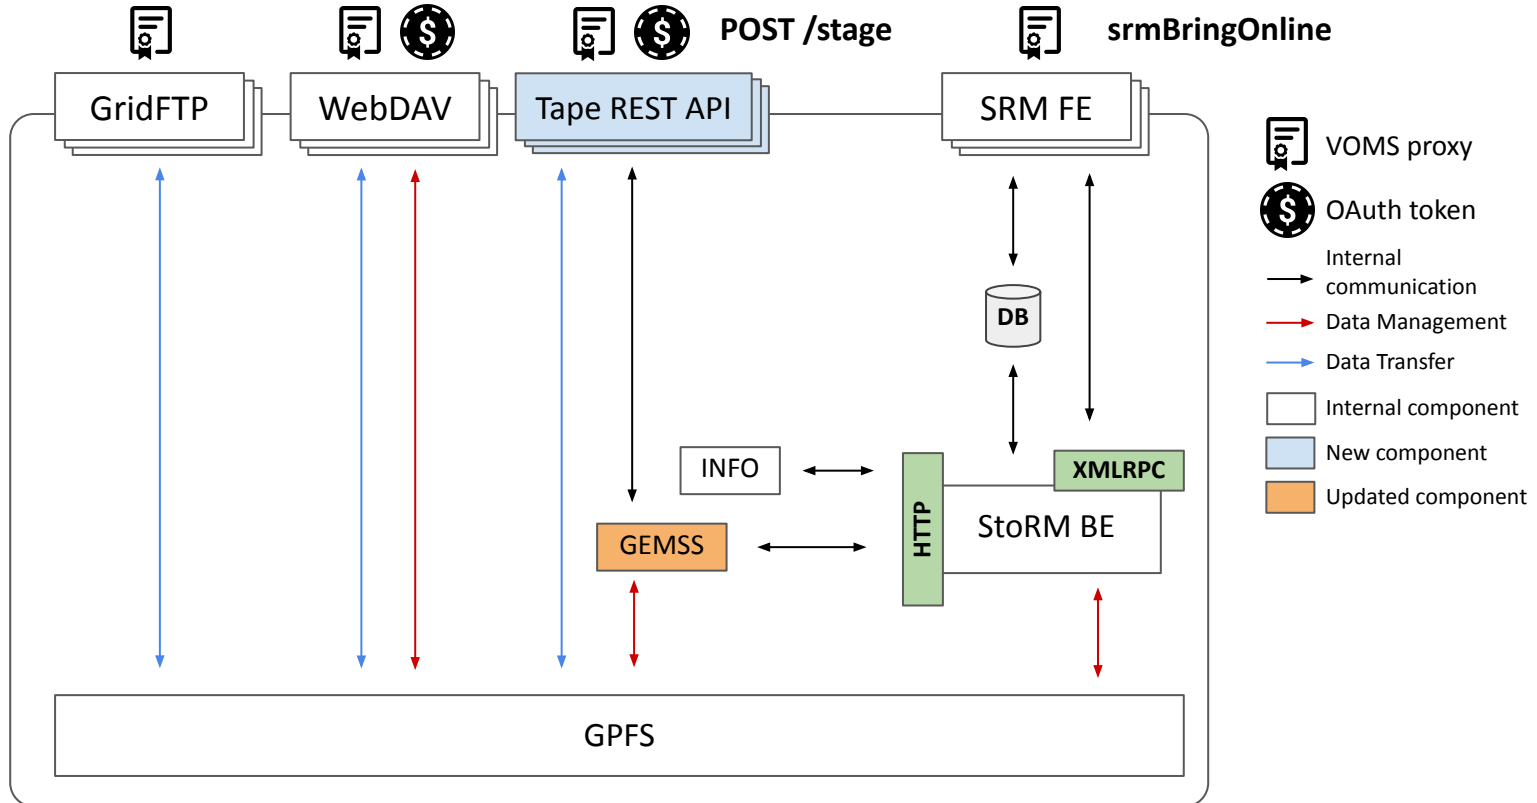 POST /stage
srmBringOnline
GridFTP
WebDAV
Tape REST API
SRM FE
VOMS proxy
OAuth token
Internal
communication
Data Management
Data Transfer
Internal component
New component
Updated component
DB
INFO
XMLRPC
HTTP
StoRM BE
GEMSS
GPFS
$
$
$